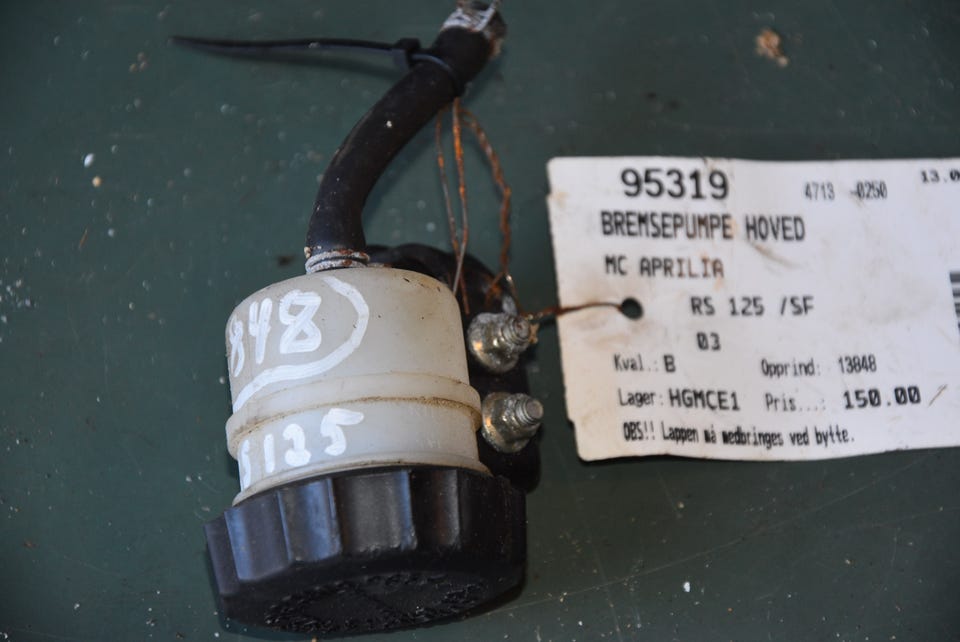 848
125
95319 4713 -0250 13.0
BREMSEPUMPE HOVED
MC APRILIA
RS 125 /SF
03
Kval.: B Opprind: 13848
Lager: HGMCE1 Pris...: 150.00
OBS!! Lappen må medbringes ved bytte.